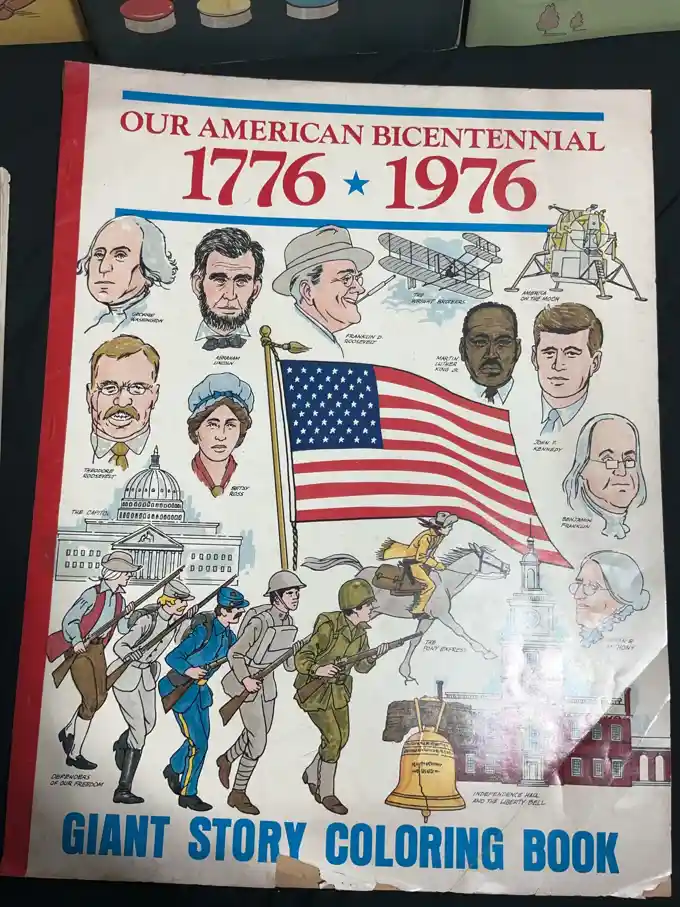 OUR AMERICAN BICENTENNIAL
1776 ★ 1976
GEORGE
WASHINGTON
ABRAHAM
LINCOLN
FRANKLIN D.
ROOSEVELT
THE
WRIGHT BROTHERS
AMERICA
ON THE MOON
MARTIN
LUTHER
KING JR.
JOHN F.
KENNEDY
THEODORE
ROOSEVELT
BETSY
ROSS
BENJAMIN
FRANKLIN
THE CAPITOL
THE
PONY EXPRESS
DEFENDERS
OF OUR FREEDOM
INDEPENDENCE HALL
AND THE LIBERTY BELL
GIANT STORY COLORING BOOK